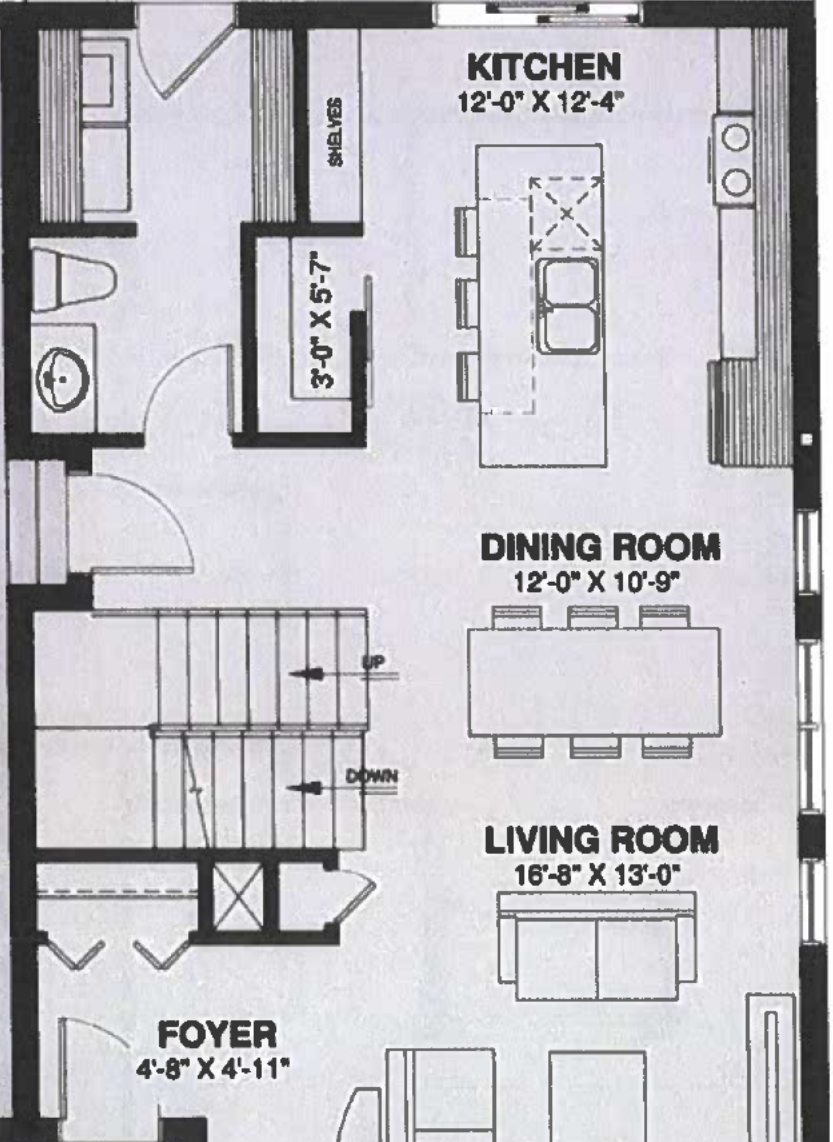 KITCHEN
12'-0" X 12'-4"
SHELVES
3'-0" X 5'-7"
DINING ROOM
12'-0" X 10'-9"
UP
DOWN
LIVING ROOM
16'-8" X 13'-0"
FOYER
4'-8" X 4'-11"